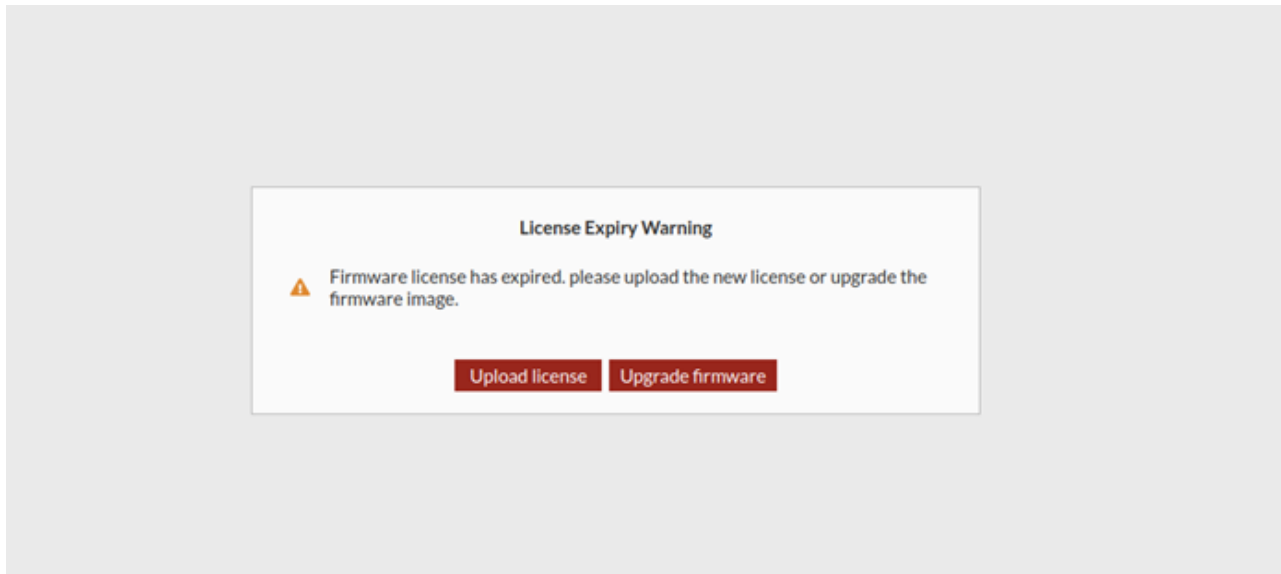 License Expiry Warning
Firmware license has expired. please upload the new license or upgrade the
firmware image.
Upload license
Upgrade firmware